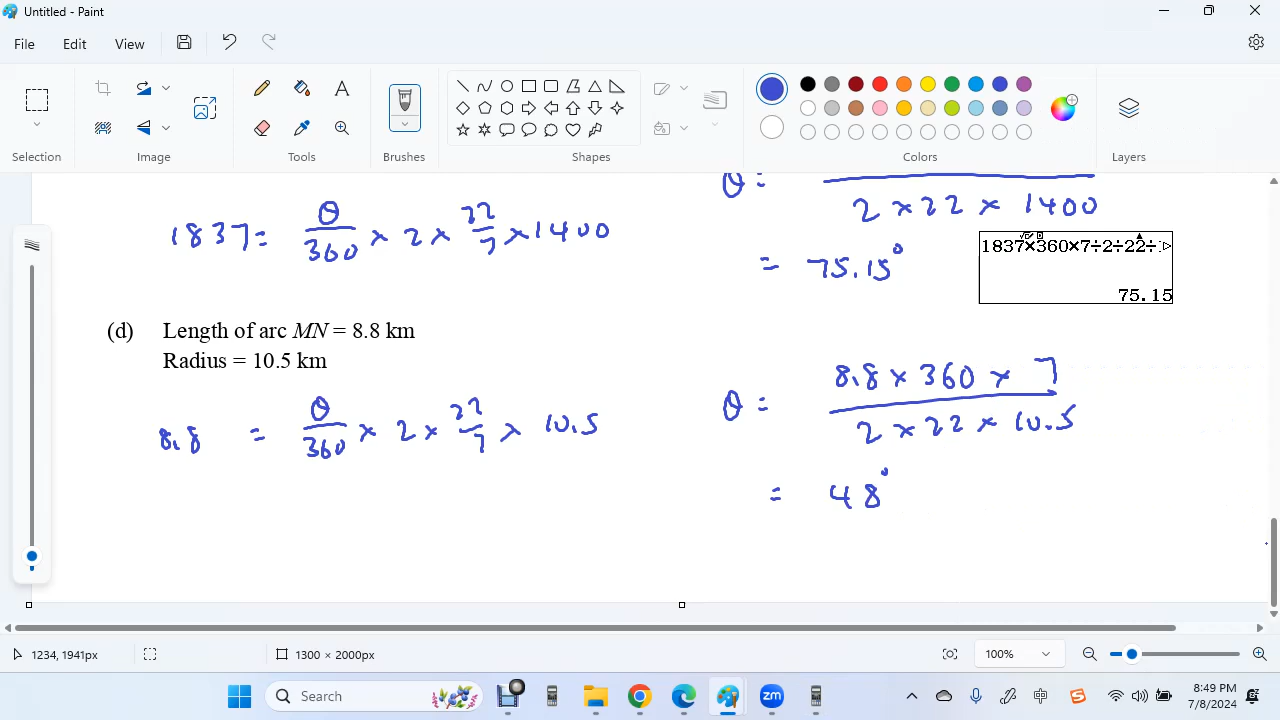 Untitled - Paint
File Edit View
Selection Image Tools Brushes Shapes Colors Layers
θ =
2 × 22 × 1400
1837 = θ/360 × 2 × 22/7 × 1400
= 75.15°
1837×360×7÷2÷22÷
75.15
(d) Length of arc MN = 8.8 km
Radius = 10.5 km
8.8 = θ/360 × 2 × 22/7 × 10.5
θ = 8.8 × 360 × 7
2 × 22 × 10.5
= 48°
1234, 1941px
1300 × 2000px
100%
Search
zm
中
S
8:49 PM
7/8/2024